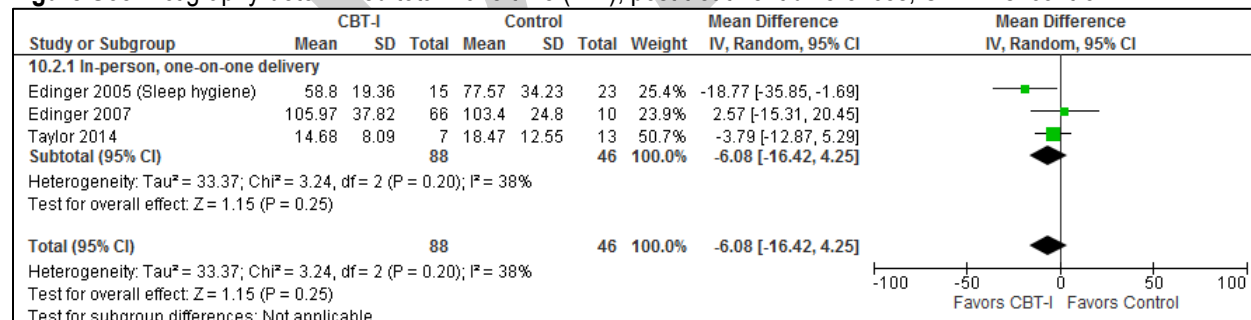 CBT-I Control Mean Difference Mean Difference
Study or Subgroup Mean SD Total Mean SD Total Weight IV, Random, 95% CI IV, Random, 95% CI
10.2.1 In-person, one-on-one delivery
Edinger 2005 (Sleep hygiene) 58.8 19.36 15 77.57 34.23 23 25.4% -18.77 [-35.85, -1.69]
Edinger 2007 105.97 37.82 66 103.4 24.8 10 23.9% 2.57 [-15.31, 20.45]
Taylor 2014 14.68 8.09 7 18.47 12.55 13 50.7% -3.79 [-12.87, 5.29]
Subtotal (95% CI) 88 46 100.0% -6.08 [-16.42, 4.25]
Heterogeneity: Tau² = 33.37; Chi² = 3.24, df = 2 (P = 0.20); I² = 38%
Test for overall effect: Z = 1.15 (P = 0.25)
Total (95% CI) 88 46 100.0% -6.08 [-16.42, 4.25]
Heterogeneity: Tau² = 33.37; Chi² = 3.24, df = 2 (P = 0.20); I² = 38%
Test for overall effect: Z = 1.15 (P = 0.25)
Test for subgroup differences: Not applicable
-100 -50 0 50 100
Favors CBT-I Favors Control